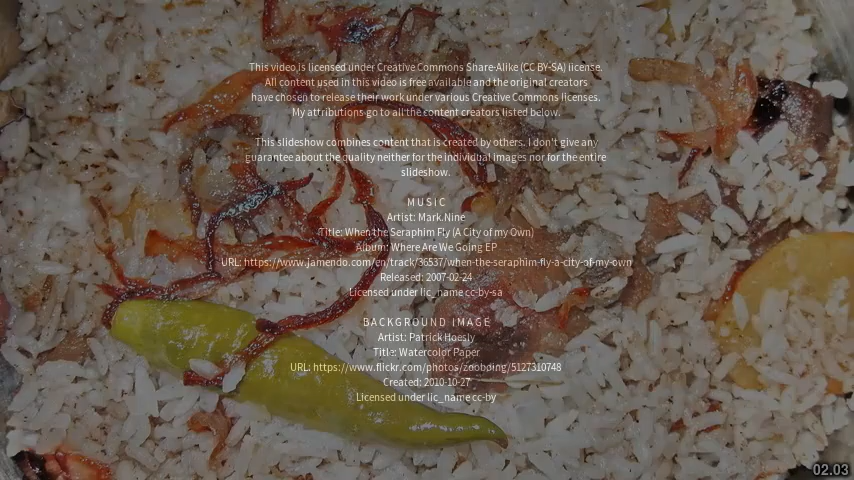 This video is licensed under Creative Commons Share-Alike (CC BY-SA) license.
All content used in this video is free available and the original creators
have chosen to release their work under various Creative Commons licenses.
My attributions go to all the content creators listed below.
This slideshow combines content that is created by others. I don't give any
guarantee about the quality neither for the individual images nor for the entire
slideshow.
MUSIC
Artist: Mark.Nine
Title: When the Seraphim Fly (A City of my Own)
Album: Where Are We Going EP
URL: https://www.jamendo.com/en/track/36537/when-the-seraphim-fly-a-city-of-my-own
Released: 2007-02-24
Licensed under lic_name cc-by-sa
BACKGROUND IMAGE
Artist: Patrick Hoesly
Title: Watercolor Paper
URL: https://www.flickr.com/photos/zooboing/5127310748
Created: 2010-10-27
Licensed under lic_name cc-by
02.03